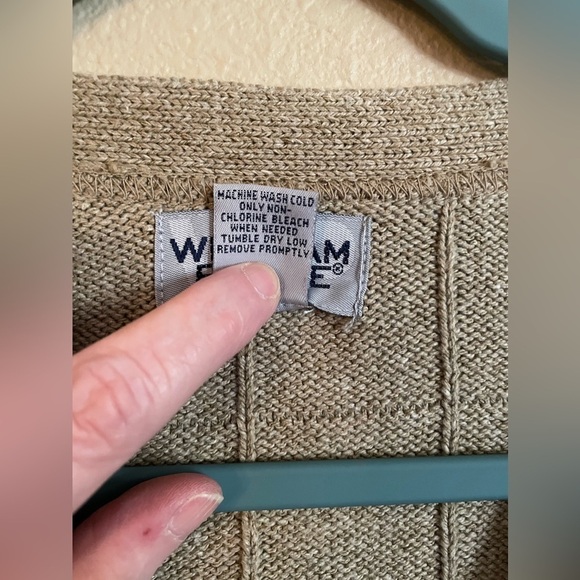 MACHINE WASH COLD
ONLY NON-
CHLORINE BLEACH
WHEN NEEDED
TUMBLE DRY LOW
REMOVE PROMPTLY
®